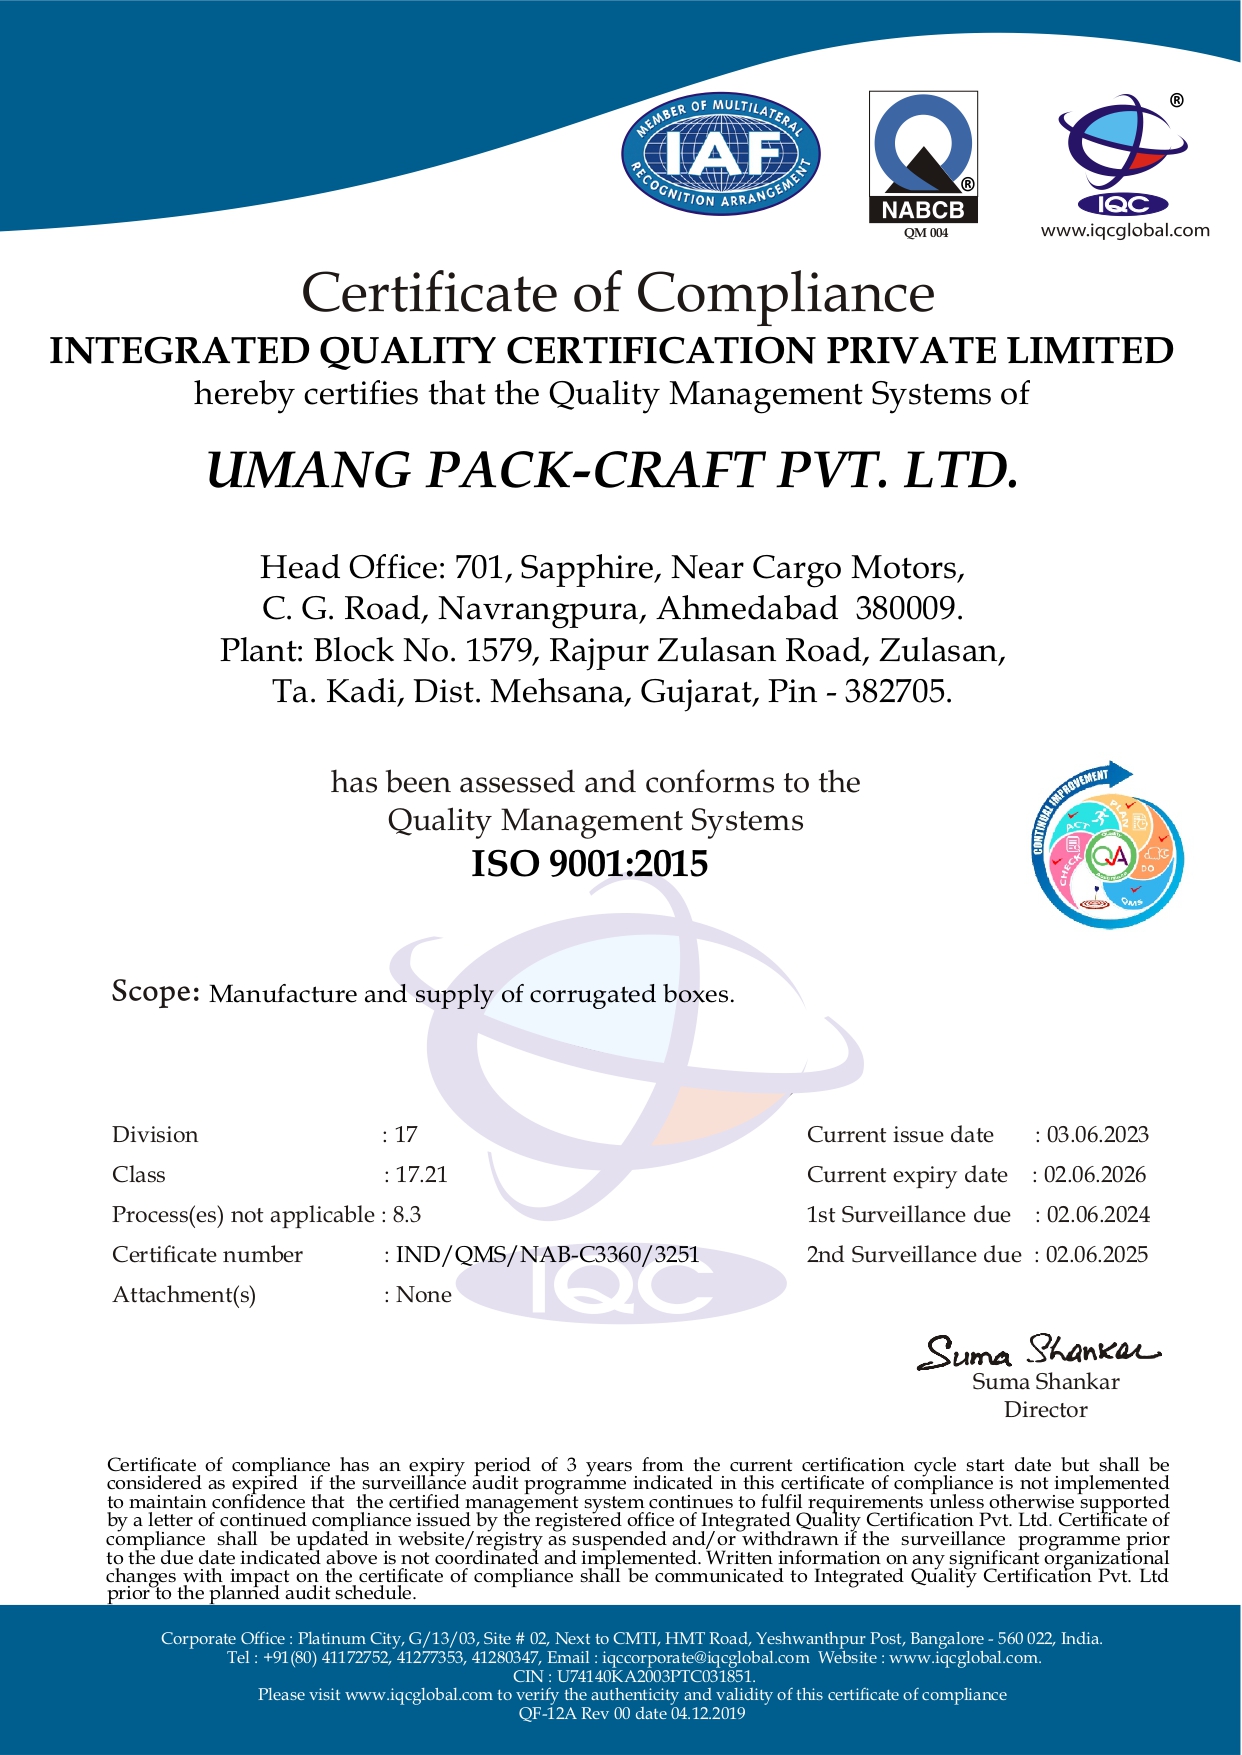 MEMBER OF MULTILATERAL
IAF
RECOGNITION ARRANGEMENT
®
NABCB
QM 004
®
IQC
www.iqcglobal.com
Certificate of Compliance
INTEGRATED QUALITY CERTIFICATION PRIVATE LIMITED
hereby certifies that the Quality Management Systems of
UMANG PACK-CRAFT PVT. LTD.
Head Office: 701, Sapphire, Near Cargo Motors,
C. G. Road, Navrangpura, Ahmedabad 380009.
Plant: Block No. 1579, Rajpur Zulasan Road, Zulasan,
Ta. Kadi, Dist. Mehsana, Gujarat, Pin - 382705.
has been assessed and conforms to the
Quality Management Systems
ISO 9001:2015
CONTINUAL IMPROVEMENT
PLAN
ACT
CHECK
DO
QMS
QA
Scope: Manufacture and supply of corrugated boxes.
Division : 17
Class : 17.21
Process(es) not applicable : 8.3
Certificate number : IND/QMS/NAB-C3360/3251
Attachment(s) : None
Current issue date : 03.06.2023
Current expiry date : 02.06.2026
1st Surveillance due : 02.06.2024
2nd Surveillance due : 02.06.2025
IQC
Suma Shankar
Suma Shankar
Director
Certificate of compliance has an expiry period of 3 years from the current certification cycle start date but shall be
considered as expired if the surveillance audit programme indicated in this certificate of compliance is not implemented
to maintain confidence that the certified management system continues to fulfil requirements unless otherwise supported
by a letter of continued compliance issued by the registered office of Integrated Quality Certification Pvt. Ltd. Certificate of
compliance shall be updated in website/registry as suspended and/or withdrawn if the surveillance programme prior
to the due date indicated above is not coordinated and implemented. Written information on any significant organizational
changes with impact on the certificate of compliance shall be communicated to Integrated Quality Certification Pvt. Ltd
prior to the planned audit schedule.
Corporate Office : Platinum City, G/13/03, Site # 02, Next to CMTI, HMT Road, Yeshwanthpur Post, Bangalore - 560 022, India.
Tel : +91(80) 41172752, 41277353, 41280347, Email : iqccorporate@iqcglobal.com Website : www.iqcglobal.com.
CIN : U74140KA2003PTC031851.
Please visit www.iqcglobal.com to verify the authenticity and validity of this certificate of compliance
QF-12A Rev 00 date 04.12.2019